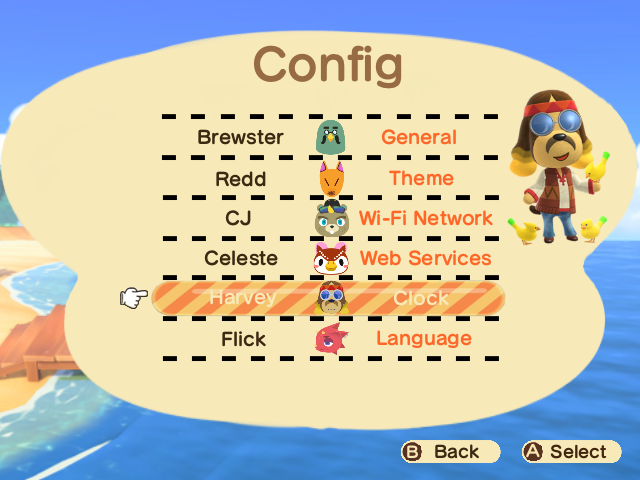 Config
Brewster General
Redd Theme
CJ Wi-Fi Network
Celeste Web Services
Harvey Clock
Flick Language
B Back A Select